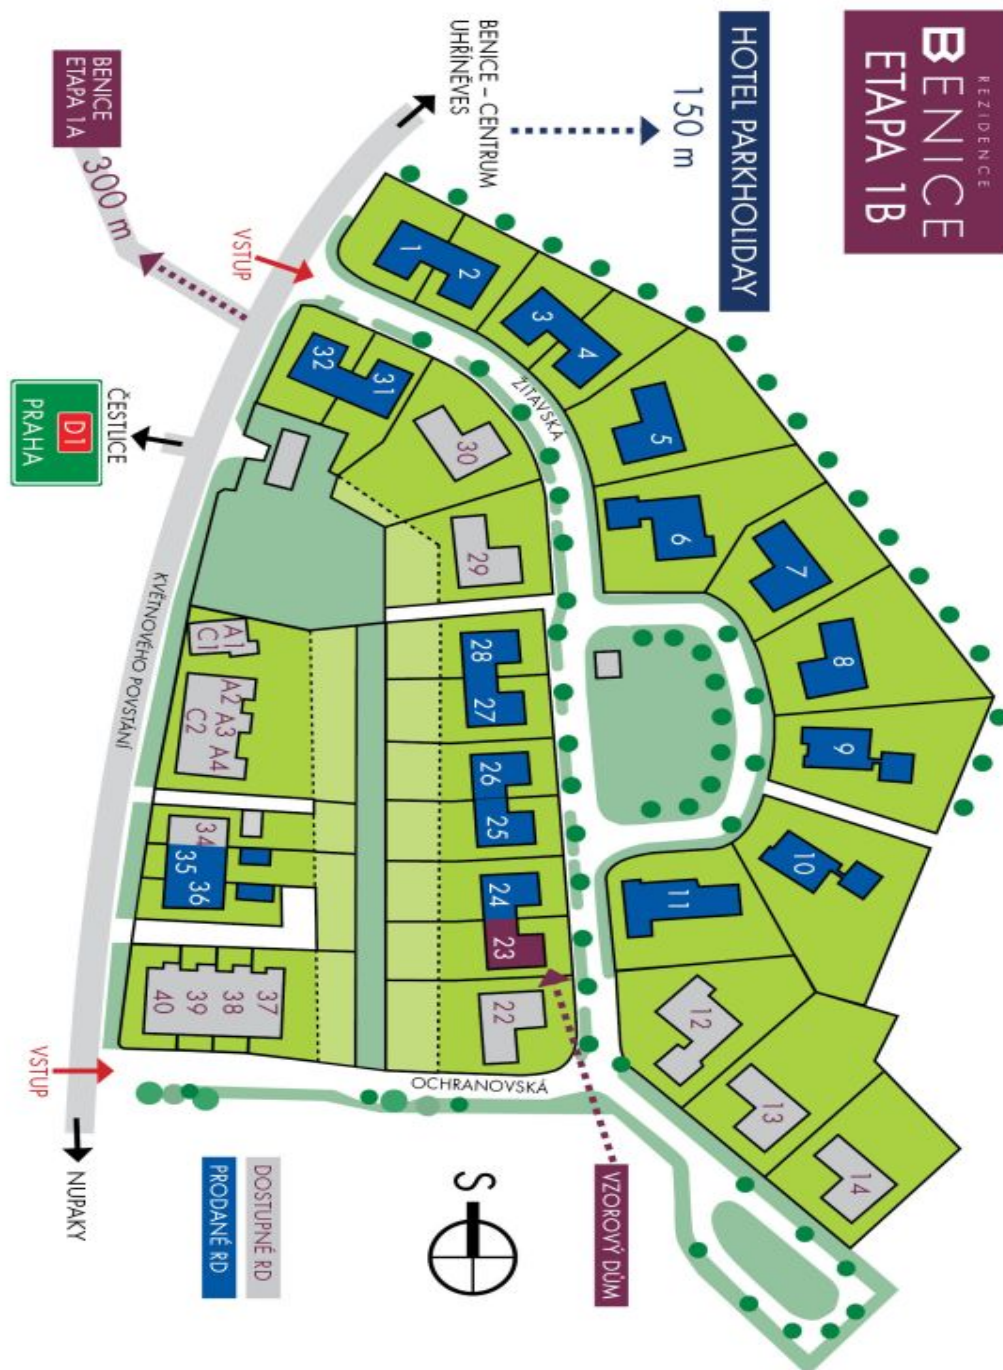 REZIDENCE
BENICE
ETAPA 1B
HOTEL PARKHOLIDAY
150 m
BENICE – CENTRUM
UHŘÍNĚVES
BENICE
ETAPA 1A
300 m
VSTUP
ČESTLICE
D1
PRAHA
KVĚTNOVÉHO POVSTÁNÍ
ŽITAVSKÁ
1
2
3
4
5
6
7
8
9
10
11
12
13
14
22
23
24
25
26
27
28
29
30
31
32
A1
C1
A2 A3 A4
C2
34
35
36
37
38
39
40
OCHRANOVSKÁ
VSTUP
NUPAKY
S
VZOROVÝ DŮM
DOSTUPNÉ RD
PRODANÉ RD